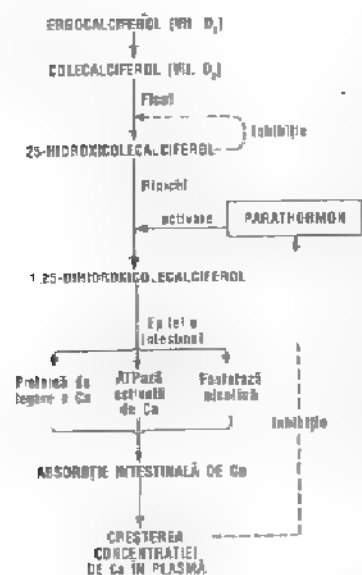 ERGOCALCIFEROL (VIt. D₂)
COLECALCIFEROL (VIt. D₃)
Ficat
Inhibiție
25-HIDROXICOLECALCIFEROL
Rinichi
activare
PARATHORMON
1,25-DIHIDROXICOLECALCIFEROL
Epiteliu
intestinal
Proteină de
legare a Ca
ATPază
activată
de Ca
Fosfatază
alcalină
Inhibiție
ABSORBȚIE INTESTINALĂ DE Ca
CREȘTEREA
CONCENTRAȚIEI
DE Ca ÎN PLASMĂ